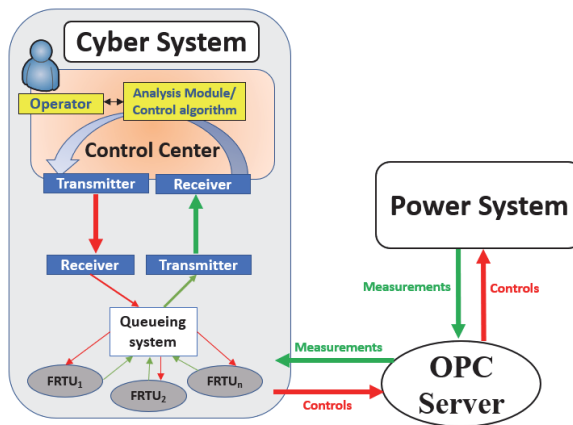 Cyber System
Operator
Analysis Module/
Control algorithm
Control Center
Transmitter
Receiver
Receiver
Transmitter
Queueing
system
FRTU1
FRTU2
FRTUn
Power System
Measurements
Controls
Measurements
Controls
OPC
Server